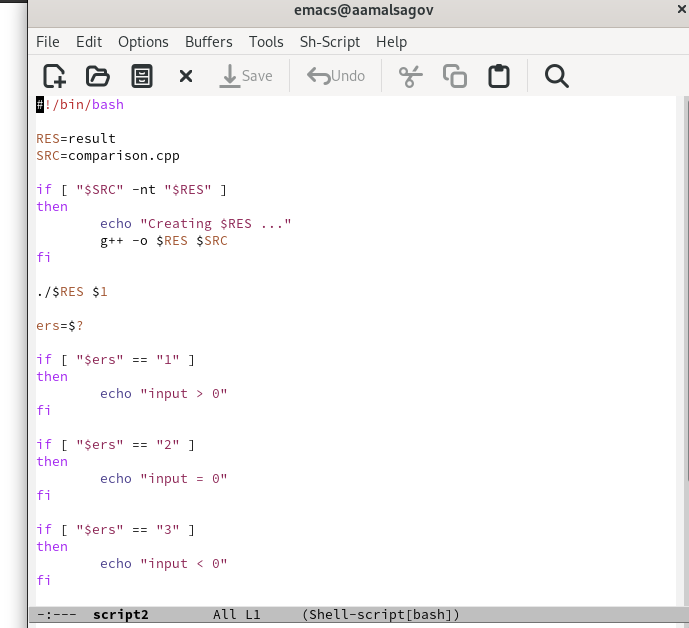 emacs@aamalsagov
File Edit Options Buffers Tools Sh-Script Help
Save Undo
#!/bin/bash
RES=result
SRC=comparison.cpp
if [ "$SRC" -nt "$RES" ]
then
echo "Creating $RES ..."
g++ -o $RES $SRC
fi
./$RES $1
ers=$?
if [ "$ers" == "1" ]
then
echo "input > 0"
fi
if [ "$ers" == "2" ]
then
echo "input = 0"
fi
if [ "$ers" == "3" ]
then
echo "input < 0"
fi
-:--- script2 All L1 (Shell-script[bash])